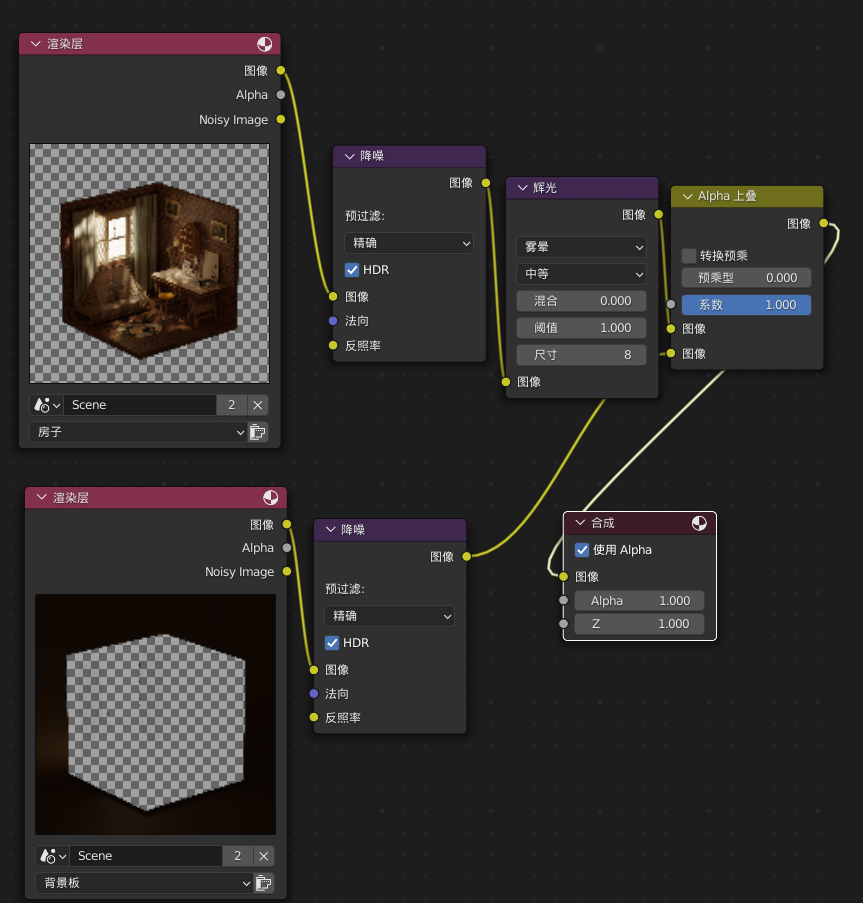 渲染层
图像
Alpha
Noisy Image
Scene
2
房子
降噪
图像
预过滤:
精确
HDR
图像
法向
反照率
辉光
图像
雾晕
中等
混合 0.000
阈值 1.000
尺寸 8
图像
Alpha 上叠
图像
转换预乘
预乘型 0.000
系数 1.000
图像
图像
渲染层
图像
Alpha
Noisy Image
Scene
2
背景板
降噪
图像
预过滤:
精确
HDR
图像
法向
反照率
合成
使用 Alpha
图像
Alpha 1.000
Z 1.000